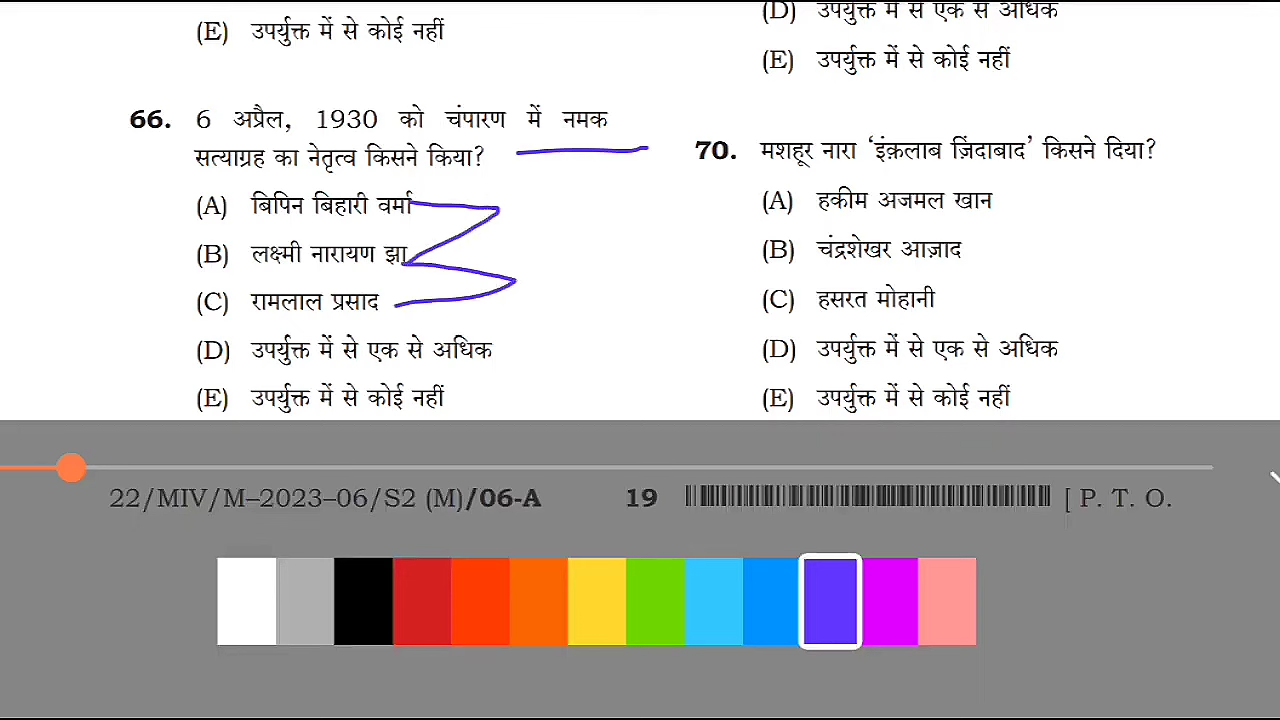 (E) उपर्युक्त में से कोई नहीं
66. 6 अप्रैल, 1930 को चंपारण में नमक
सत्याग्रह का नेतृत्व किसने किया?
(A) बिपिन बिहारी वर्मा
(B) लक्ष्मी नारायण झा
(C) रामलाल प्रसाद
(D) उपर्युक्त में से एक से अधिक
(E) उपर्युक्त में से कोई नहीं
(D) उपर्युक्त में से एक से अधिक
(E) उपर्युक्त में से कोई नहीं
70. मशहूर नारा ‘इंक़लाब ज़िंदाबाद’ किसने दिया?
(A) हकीम अजमल खान
(B) चंद्रशेखर आज़ाद
(C) हसरत मोहानी
(D) उपर्युक्त में से एक से अधिक
(E) उपर्युक्त में से कोई नहीं
22/MIV/M–2023–06/S2 (M)/06-A 19 [ P. T. O.